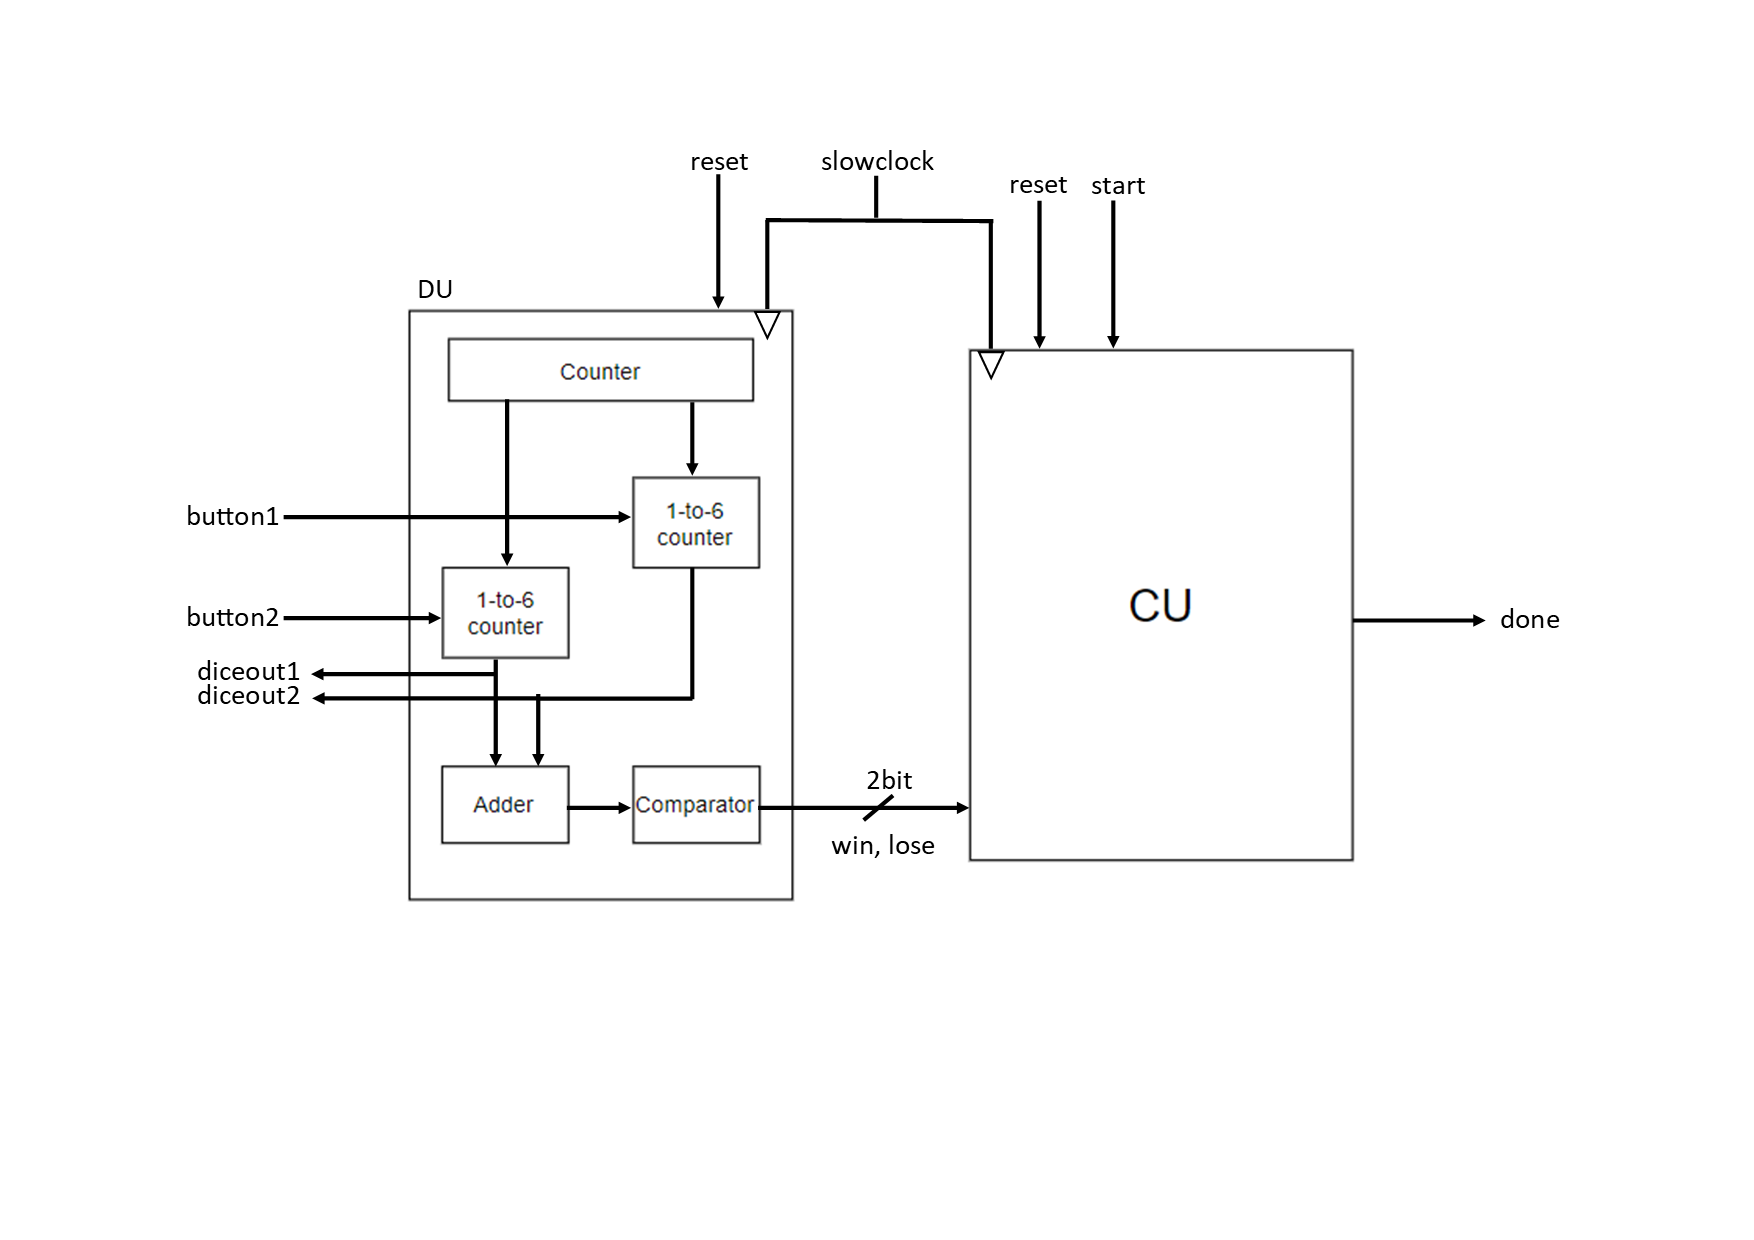 reset
slowclock
reset
start
DU
Counter
button1
1-to-6
counter
button2
1-to-6
counter
CU
done
diceout1
diceout2
Adder
Comparator
2bit
win, lose